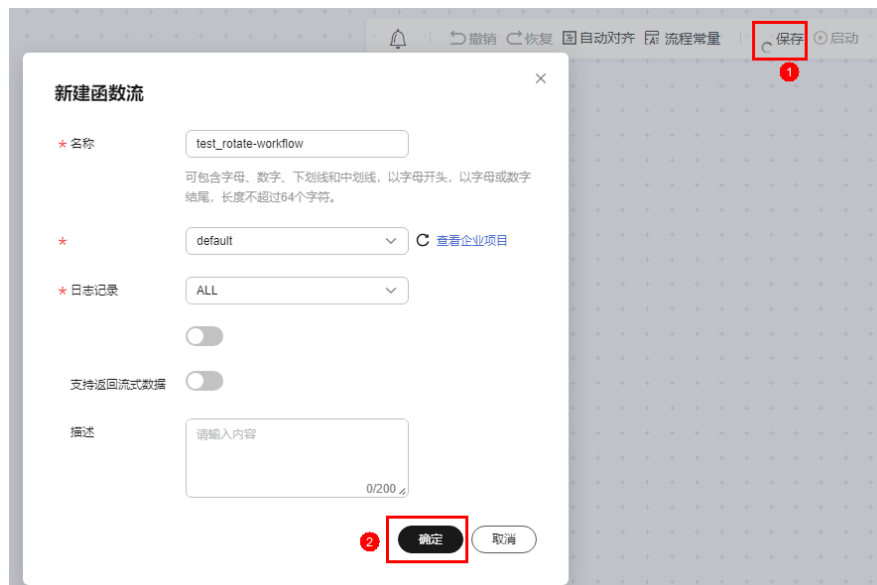 撤销 恢复 自动对齐 流程常量 保存 启动
1
新建函数流
* 名称 test_rotate-workflow
可包含字母、数字、下划线和中划线，以字母开头，以字母或数字
结尾，长度不超过64个字符。
* default 查看企业项目
* 日志记录 ALL
支持返回流式数据
描述 请输入内容
0/200
2 确定 取消